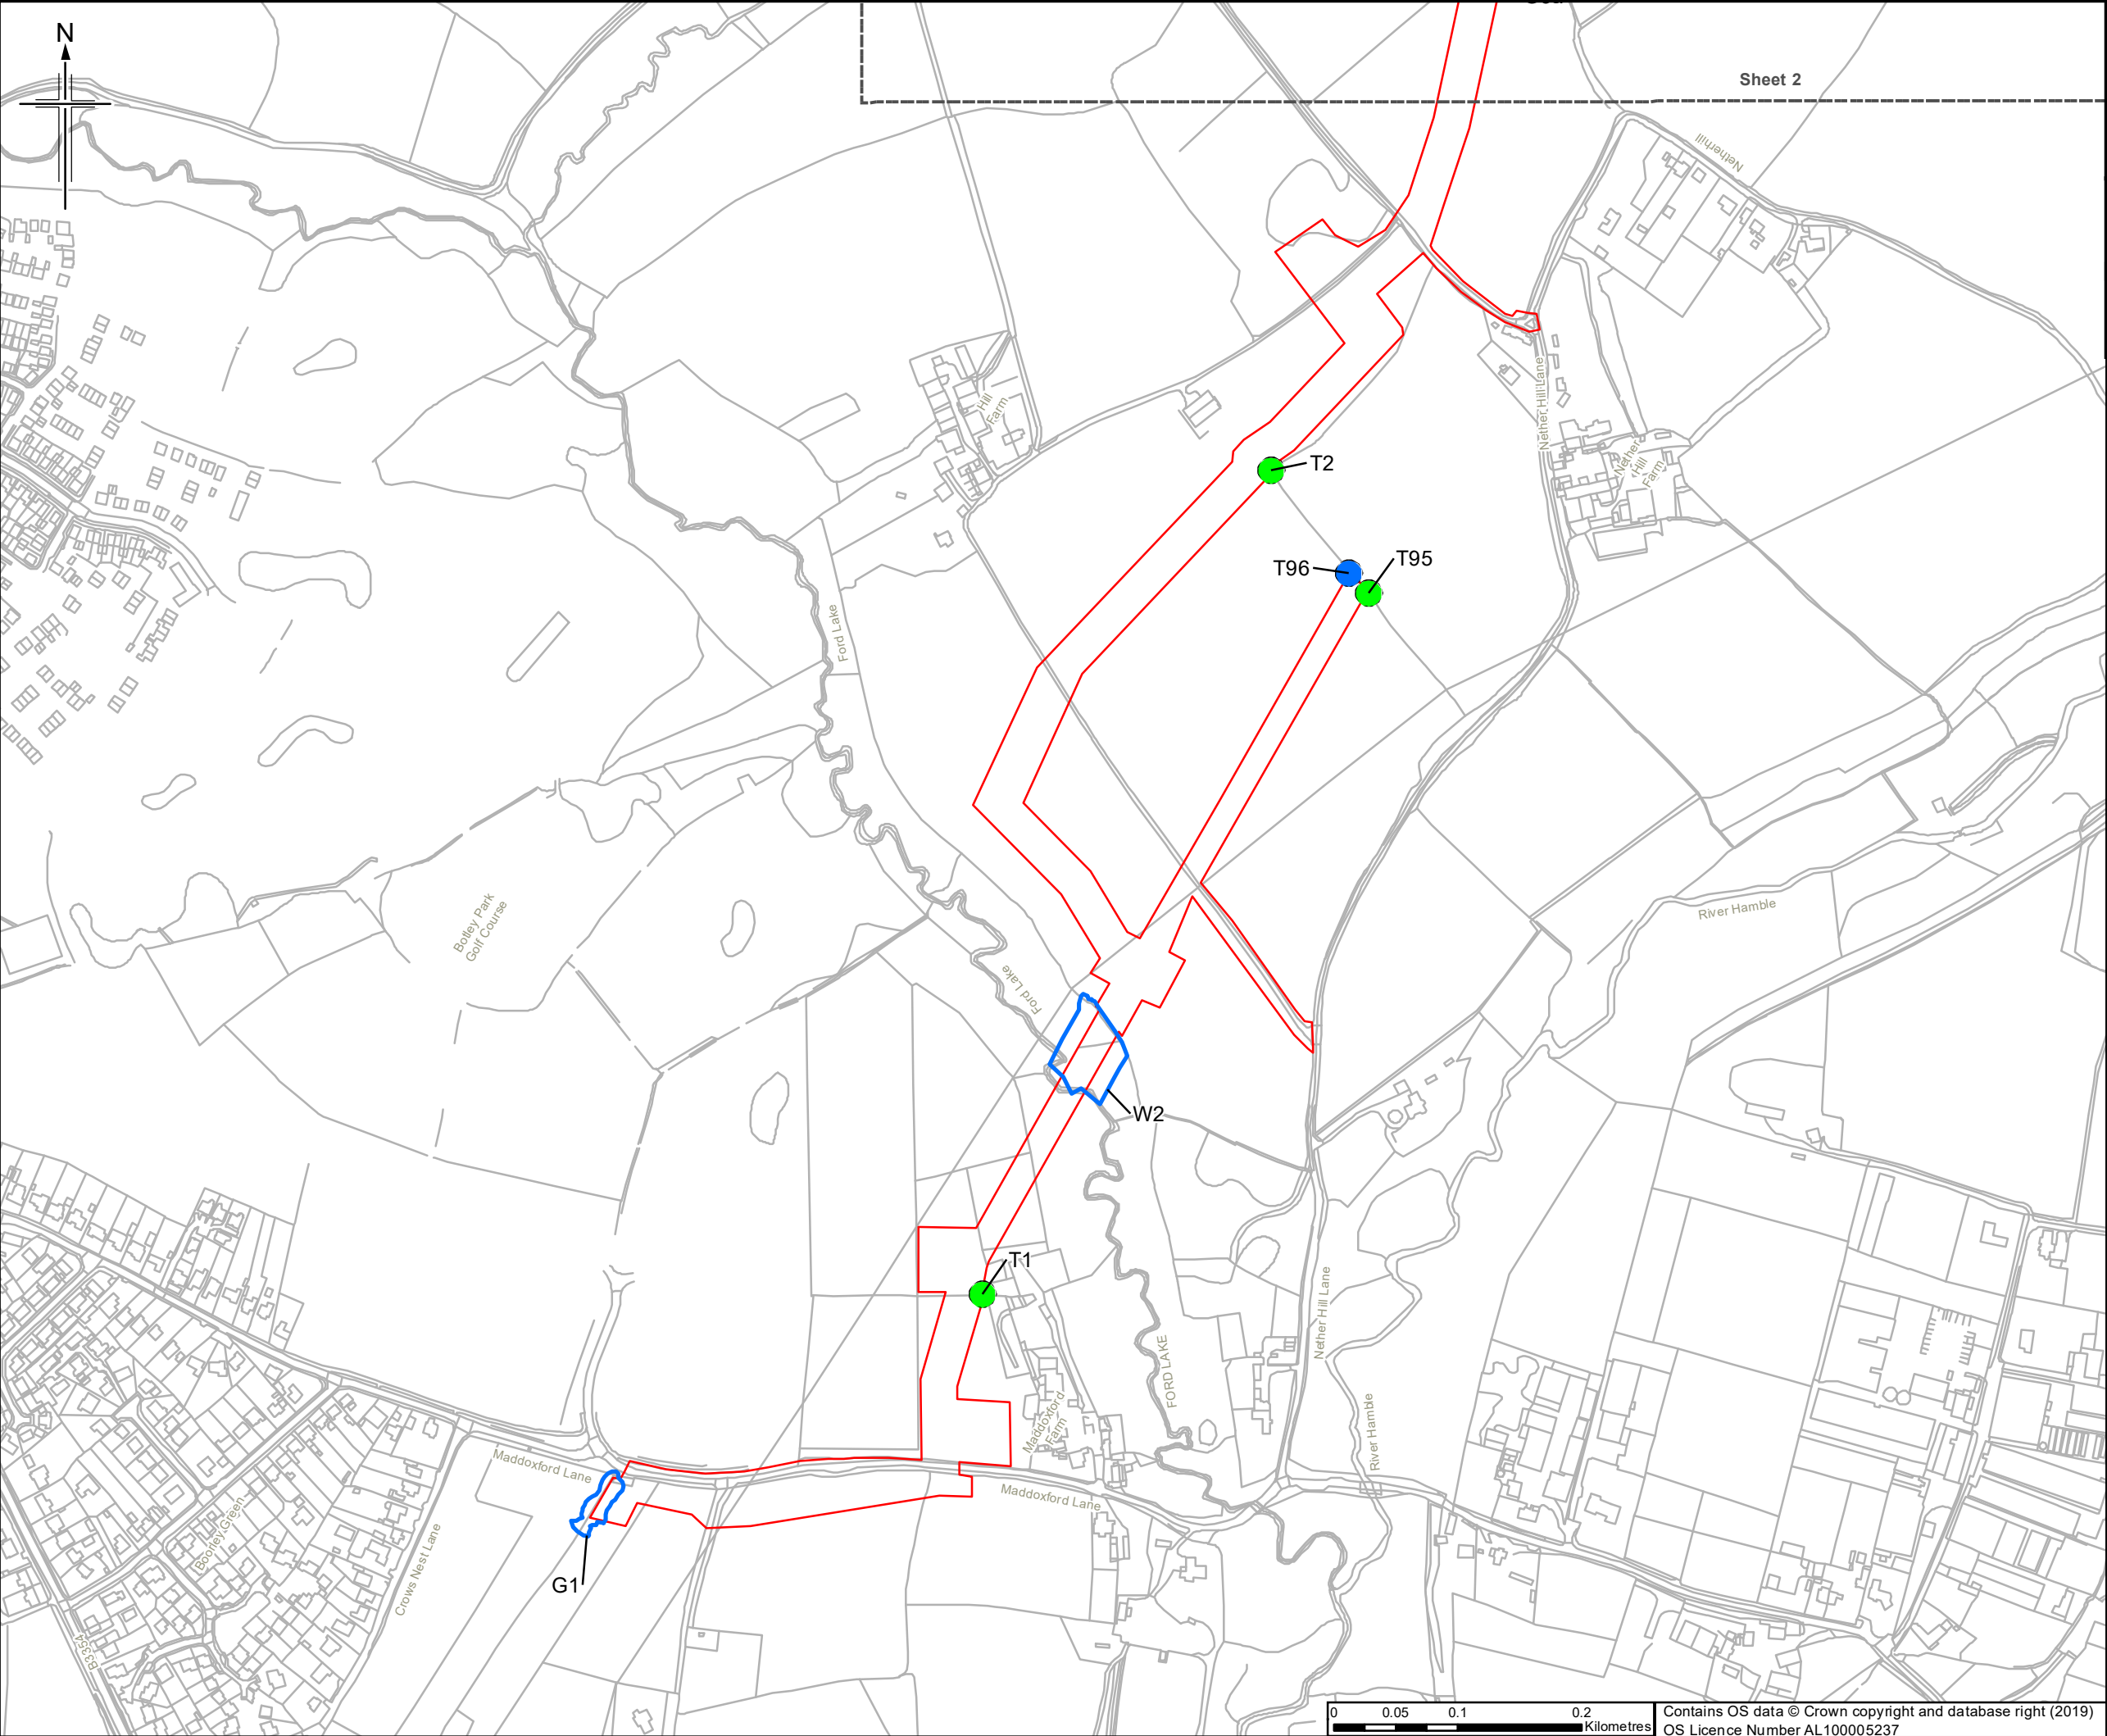 N
Sheet 2
Netherhill
Nether Hill Lane
Hill
Farm
T2
Nether
Hill
Farm
T96
T95
Ford Lake
Botley Park
Golf Course
River Hamble
Ford Lake
W2
T1
Nether Hill Lane
FORD LAKE
Maddoxford
Farm
River Hamble
Maddoxford Lane
Maddoxford Lane
Boorley Green
Crows Nest Lane
G1
B3354
0 0.05 0.1 0.2
Kilometres
Contains OS data © Crown copyright and database right (2019)
OS Licence Number AL100005237